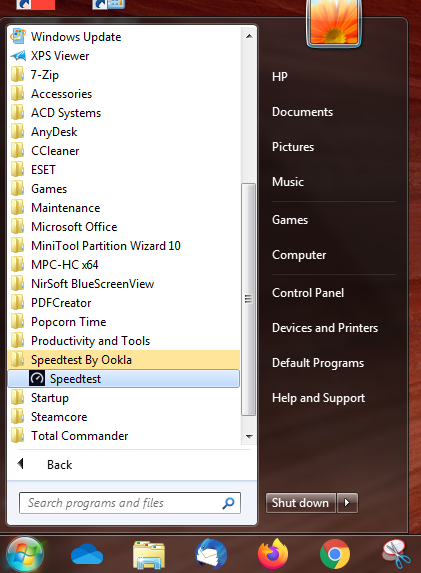 Windows Update
XPS Viewer
7-Zip
Accessories
ACD Systems
AnyDesk
CCleaner
ESET
Games
Maintenance
Microsoft Office
MiniTool Partition Wizard 10
MPC-HC x64
NirSoft BlueScreenView
PDFCreator
Popcorn Time
Productivity and Tools
Speedtest By Ookla
Speedtest
Startup
Steamcore
Total Commander
Back
Search programs and files
HP
Documents
Pictures
Music
Games
Computer
Control Panel
Devices and Printers
Default Programs
Help and Support
Shut down